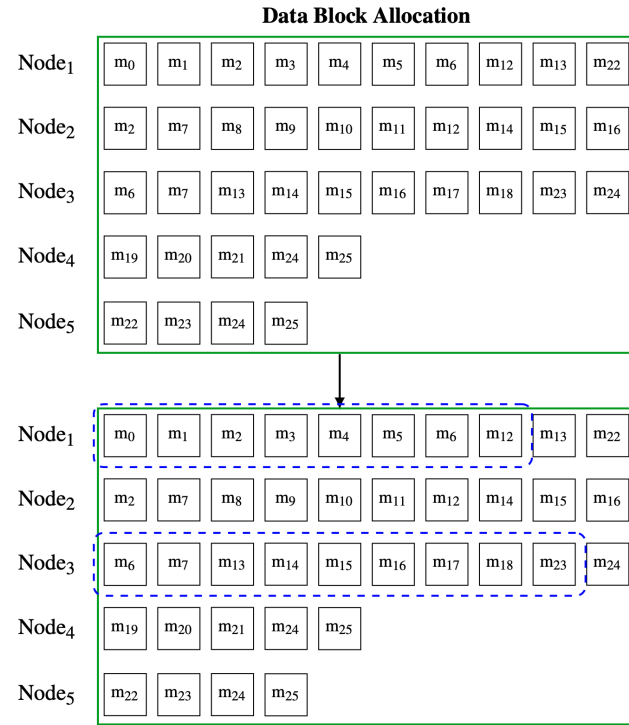 Data Block Allocation
Node₁ m₀ m₁ m₂ m₃ m₄ m₅ m₆ m₁₂ m₁₃ m₂₂
Node₂ m₂ m₇ m₈ m₉ m₁₀ m₁₁ m₁₂ m₁₄ m₁₅ m₁₆
Node₃ m₆ m₇ m₁₃ m₁₄ m₁₅ m₁₆ m₁₇ m₁₈ m₂₃ m₂₄
Node₄ m₁₉ m₂₀ m₂₁ m₂₄ m₂₅
Node₅ m₂₂ m₂₃ m₂₄ m₂₅
Node₁ m₀ m₁ m₂ m₃ m₄ m₅ m₆ m₁₂ m₁₃ m₂₂
Node₂ m₂ m₇ m₈ m₉ m₁₀ m₁₁ m₁₂ m₁₄ m₁₅ m₁₆
Node₃ m₆ m₇ m₁₃ m₁₄ m₁₅ m₁₆ m₁₇ m₁₈ m₂₃ m₂₄
Node₄ m₁₉ m₂₀ m₂₁ m₂₄ m₂₅
Node₅ m₂₂ m₂₃ m₂₄ m₂₅